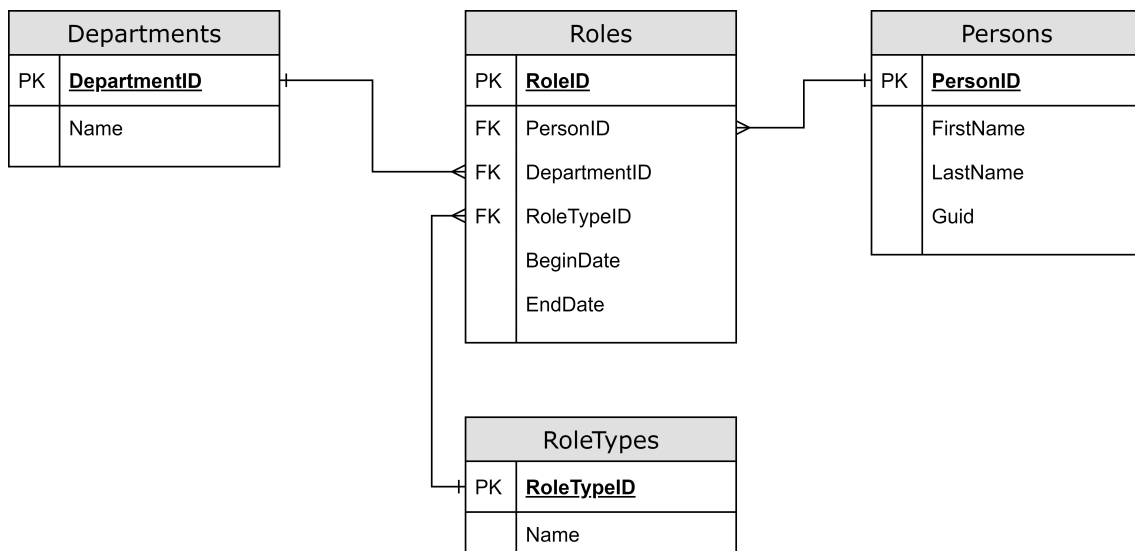 Departments
PK DepartmentID
Name
Roles
PK RoleID
FK PersonID
FK DepartmentID
FK RoleTypeID
BeginDate
EndDate
Persons
PK PersonID
FirstName
LastName
Guid
RoleTypes
PK RoleTypeID
Name